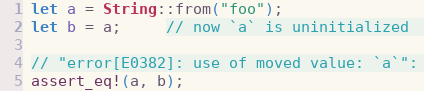 1 let a = String::from("foo");
2 let b = a;     // now `a` is uninitialized
3
4 // "error[E0382]: use of moved value: `a`":
5 assert_eq!(a, b);